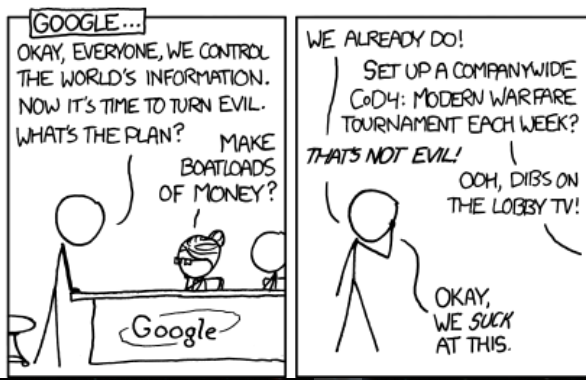 GOOGLE...
OKAY, EVERYONE, WE CONTROL
THE WORLD'S INFORMATION.
NOW IT'S TIME TO TURN EVIL.
WHAT'S THE PLAN?
MAKE
BOATLOADS
OF MONEY?
Google
WE ALREADY DO!
SET UP A COMPANYWIDE
CoD4: MODERN WARFARE
TOURNAMENT EACH WEEK?
THAT'S NOT EVIL!
OOH, DIBS ON
THE LOBBY TV!
OKAY,
WE SUCK
AT THIS.